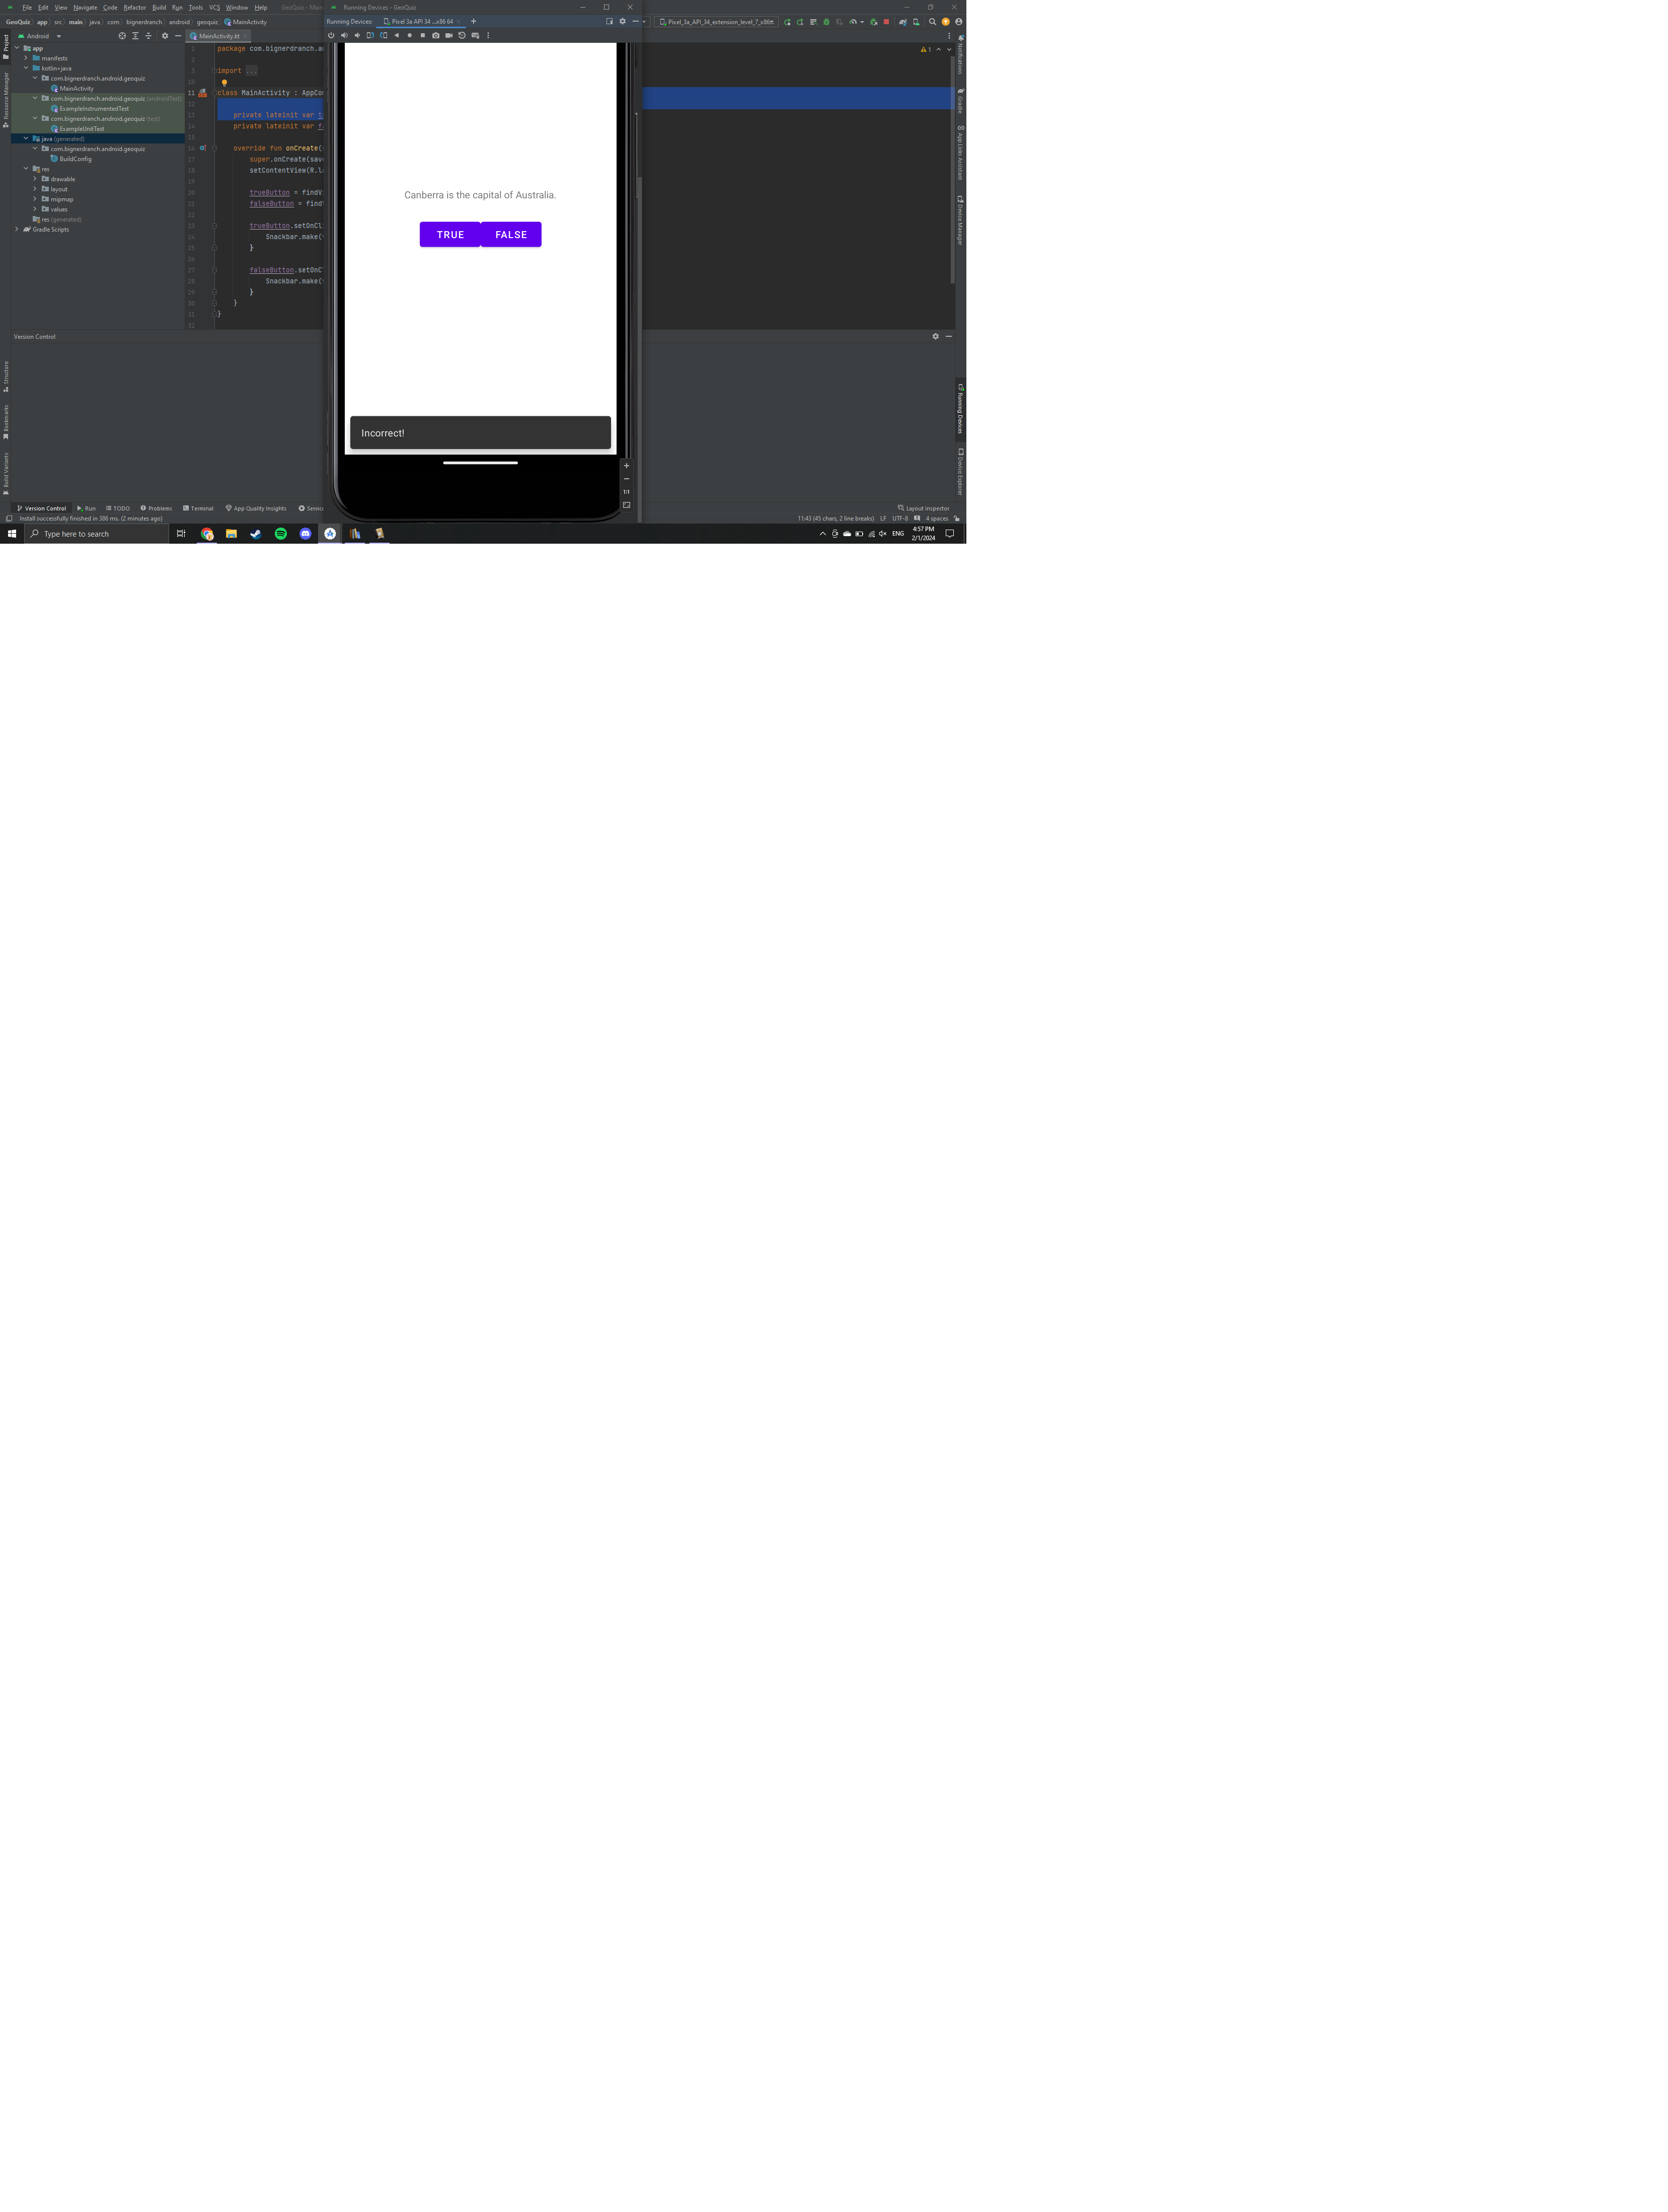 File Edit View Navigate Code Refactor Build Run Tools VCS Window Help GeoQuiz - Main
Running Devices - GeoQuiz
GeoQuiz app src main java com bignerdranch android geoquiz MainActivity
Running Devices: Pixel 3a API 34 ...x86 64
Pixel_3a_API_34_extension_level_7_x86
Android
MainActivity.kt
Project
Resource Manager
Structure
Bookmarks
Build Variants
app
manifests
kotlin+java
com.bignerdranch.android.geoquiz
MainActivity
com.bignerdranch.android.geoquiz (androidTest)
ExampleInstrumentedTest
com.bignerdranch.android.geoquiz (test)
ExampleUnitTest
java (generated)
com.bignerdranch.android.geoquiz
BuildConfig
res
drawable
layout
mipmap
values
res (generated)
Gradle Scripts
1 package com.bignerdranch.a
2
3 import ...
10
11 class MainActivity : AppCom
12
13 private lateinit var t
14 private lateinit var f
15
16 override fun onCreate(
17 super.onCreate(sav
18 setContentView(R.la
19
20 trueButton = findV
21 falseButton = find
22
23 trueButton.setOnCli
24 Snackbar.make(
25 }
26
27 falseButton.setOnC
28 Snackbar.make(
29 }
30 }
31 }
32
1
Canberra is the capital of Australia.
TRUE FALSE
Incorrect!
1:1
Notifications
Gradle
App Links Assistant
Device Manager
Running Devices
Device Explorer
Version Control
Version Control Run TODO Problems Terminal App Quality Insights Servic
Layout Inspector
Install successfully finished in 386 ms. (2 minutes ago)
11:43 (45 chars, 2 line breaks) LF UTF-8 4 spaces
Type here to search
ENG
4:57 PM
2/1/2024